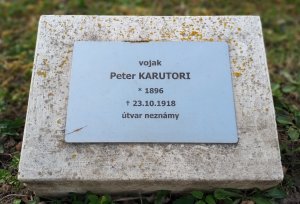 vojak
Peter KARUTORI
* 1896
† 23.10.1918
útvar neznámy